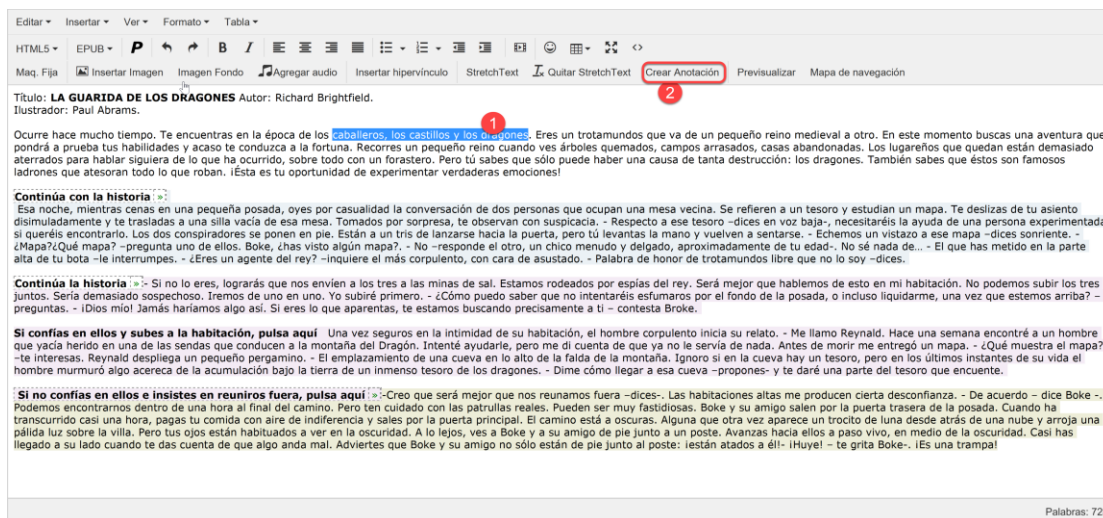 Editar Insertar Ver Formato Tabla
HTML5 EPUB P B I
Maq. Fija Insertar Imagen Imagen Fondo Agregar audio Insertar hipervínculo StretchText Quitar StretchText Crear Anotación Previsualizar Mapa de navegación
2
Título: LA GUARIDA DE LOS DRAGONES Autor: Richard Brightfield.
Ilustrador: Paul Abrams.
1
Ocurre hace mucho tiempo. Te encuentras en la época de los caballeros, los castillos y los dragones. Eres un trotamundos que va de un pequeño reino medieval a otro. En este momento buscas una aventura que
pondrá a prueba tus habilidades y acaso te conduzca a la fortuna. Recorres un pequeño reino cuando ves árboles quemados, campos arrasados, casas abandonadas. Los lugareños que quedan están demasiado
aterrados para hablar siguiera de lo que ha ocurrido, sobre todo con un forastero. Pero tú sabes que sólo puede haber una causa de tanta destrucción: los dragones. También sabes que éstos son famosos
ladrones que atesoran todo lo que roban. ¡Ésta es tu oportunidad de experimentar verdaderas emociones!
Continúa con la historia »
Esa noche, mientras cenas en una pequeña posada, oyes por casualidad la conversación de dos personas que ocupan una mesa vecina. Se refieren a un tesoro y estudian un mapa. Te deslizas de tu asiento
disimuladamente y te trasladas a una silla vacía de esa mesa. Tomados por sorpresa, te observan con suspicacia. - Respecto a ese tesoro –dices en voz baja-, necesitaréis la ayuda de una persona experimentada
si queréis encontrarlo. Los dos conspiradores se ponen en pie. Están a un tris de lanzarse hacia la puerta, pero tú levantas la mano y vuelven a sentarse. - Echemos un vistazo a ese mapa –dices sonriente. -
¿Mapa?¿Qué mapa? –pregunta uno de ellos. Boke, ¿has visto algún mapa?. - No –responde el otro, un chico menudo y delgado, aproximadamente de tu edad-. No sé nada de... - El que has metido en la parte
alta de tu bota –le interrumpes. - ¿Eres un agente del rey? –inquiere el más corpulento, con cara de asustado. - Palabra de honor de trotamundos libre que no lo soy –dices.
Continúa la historia »- Si no lo eres, lograrás que nos envíen a los tres a las minas de sal. Estamos rodeados por espías del rey. Será mejor que hablemos de esto en mi habitación. No podemos subir los tres
juntos. Sería demasiado sospechoso. Iremos de uno en uno. Yo subiré primero. - ¿Cómo puedo saber que no intentaréis esfumaros por el fondo de la posada, o incluso liquidarme, una vez que estemos arriba? –
preguntas. - ¡Dios mío! Jamás haríamos algo así. Si eres lo que aparentas, te estamos buscando precisamente a ti – contesta Broke.
Si confías en ellos y subes a la habitación, pulsa aquí Una vez seguros en la intimidad de su habitación, el hombre corpulento inicia su relato. - Me llamo Reynald. Hace una semana encontré a un hombre
que yacía herido en una de las sendas que conducen a la montaña del Dragón. Intenté ayudarle, pero me di cuenta de que ya no le servía de nada. Antes de morir me entregó un mapa. - ¿Qué muestra el mapa?
–te interesas. Reynald despliega un pequeño pergamino. - El emplazamiento de una cueva en lo alto de la falda de la montaña. Ignoro si en la cueva hay un tesoro, pero en los últimos instantes de su vida el
hombre murmuró algo acereca de la acumulación bajo la tierra de un inmenso tesoro de los dragones. - Dime cómo llegar a esa cueva –propones- y te daré una parte del tesoro que encuente.
Si no confías en ellos e insistes en reuniros fuera, pulsa aquí »-Creo que será mejor que nos reunamos fuera –dices-. Las habitaciones altas me producen cierta desconfianza. - De acuerdo – dice Boke -.
Podemos encontrarnos dentro de una hora al final del camino. Pero ten cuidado con las patrullas reales. Pueden ser muy fastidiosas. Boke y su amigo salen por la puerta trasera de la posada. Cuando ha
transcurrido casi una hora, pagas tu comida con aire de indiferencia y sales por la puerta principal. El camino está a oscuras. Alguna que otra vez aparece un trocito de luna desde atrás de una nube y arroja una
pálida luz sobre la villa. Pero tus ojos están habituados a ver en la oscuridad. A lo lejos, ves a Boke y a su amigo de pie junto a un poste. Avanzas hacia ellos a paso vivo, en medio de la oscuridad. Casi has
llegado a su lado cuando te das cuenta de que algo anda mal. Adviertes que Boke y su amigo no sólo están de pie junto al poste: ¡están atados a él!- ¡Huye! – te grita Boke-. ¡Es una trampa!
Palabras: 72